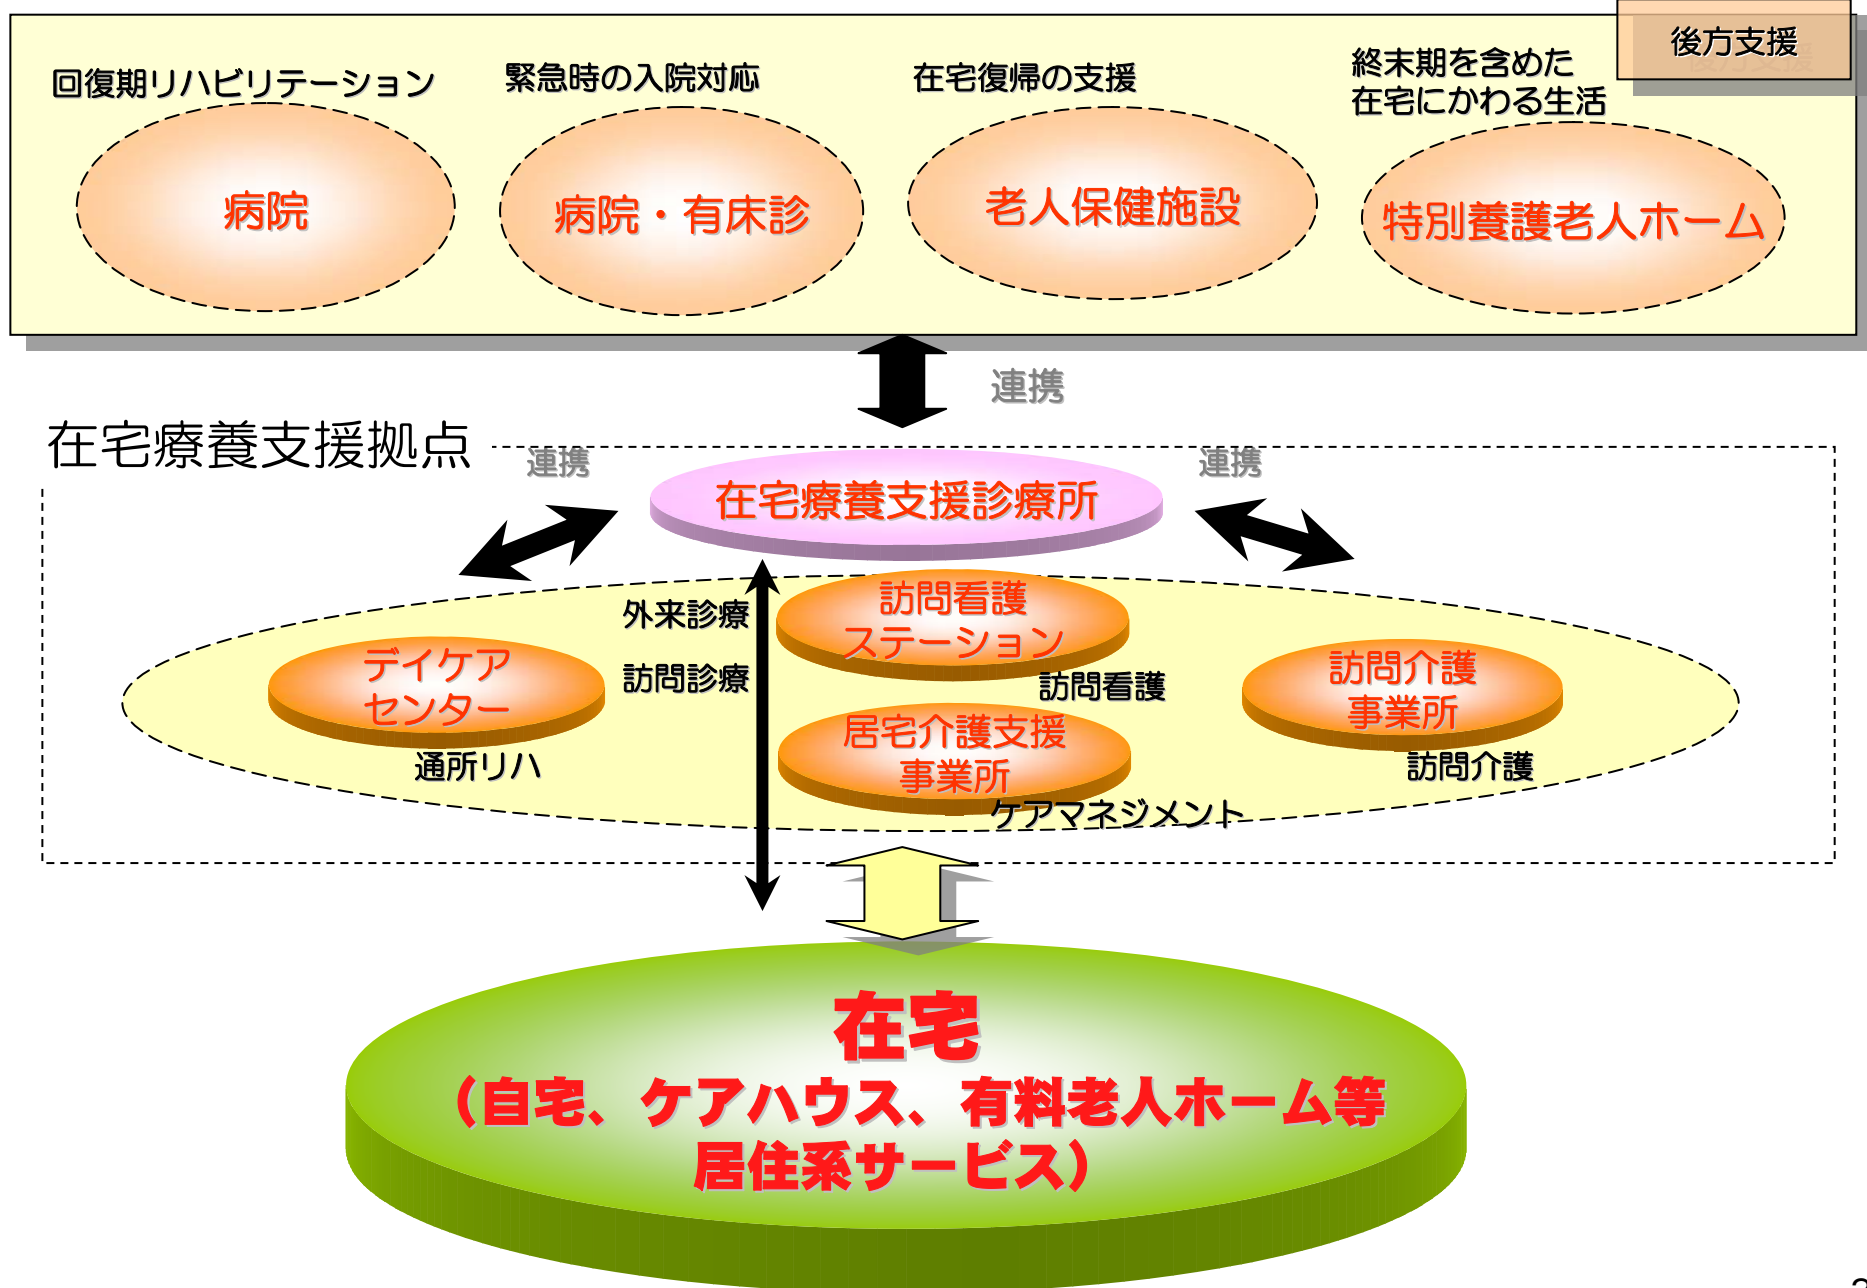 後方支援
回復期リハビリテーション
緊急時の入院対応
在宅復帰の支援
終末期を含めた
在宅にかわる生活
病院
病院・有床診
老人保健施設
特別養護老人ホーム
連携
在宅療養支援拠点
連携
連携
在宅療養支援診療所
外来診療
訪問診療
訪問看護
ステーション
訪問看護
デイケア
センター
通所リハ
居宅介護支援
事業所
ケアマネジメント
訪問介護
事業所
訪問介護
在宅
（自宅、ケアハウス、有料老人ホーム等
居住系サービス）